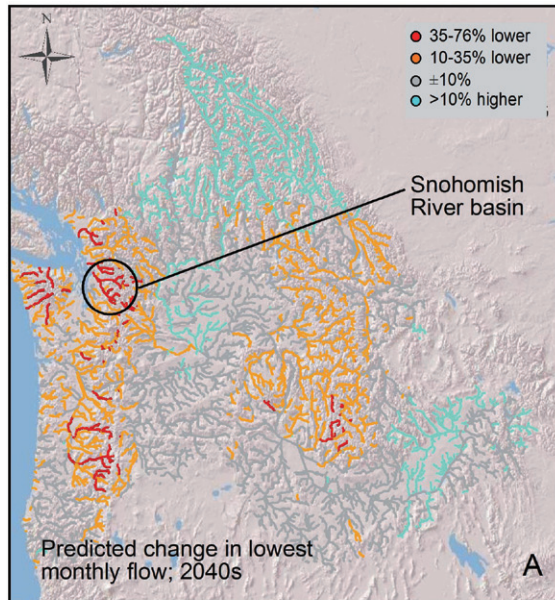 N
35-76% lower
10-35% lower
±10%
>10% higher
Snohomish
River basin
Predicted change in lowest
monthly flow; 2040s
A